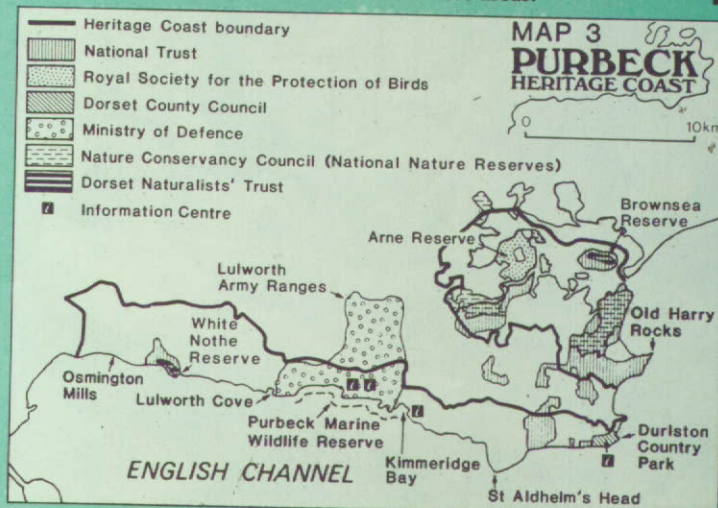 Heritage Coast boundary
National Trust
Royal Society for the Protection of Birds
Dorset County Council
Ministry of Defence
Nature Conservancy Council (National Nature Reserves)
Dorset Naturalists' Trust
i Information Centre
MAP 3
PURBECK
HERITAGE COAST
0 10km
Brownsea
Reserve
Arne Reserve
Lulworth
Army Ranges
Old Harry
Rocks
White
Nothe
Reserve
Osmington
Mills
Lulworth Cove
Purbeck Marine
Wildlife Reserve
Kimmeridge
Bay
Durlston
Country
Park
St Aldhelm's Head
ENGLISH CHANNEL
i i
i
i